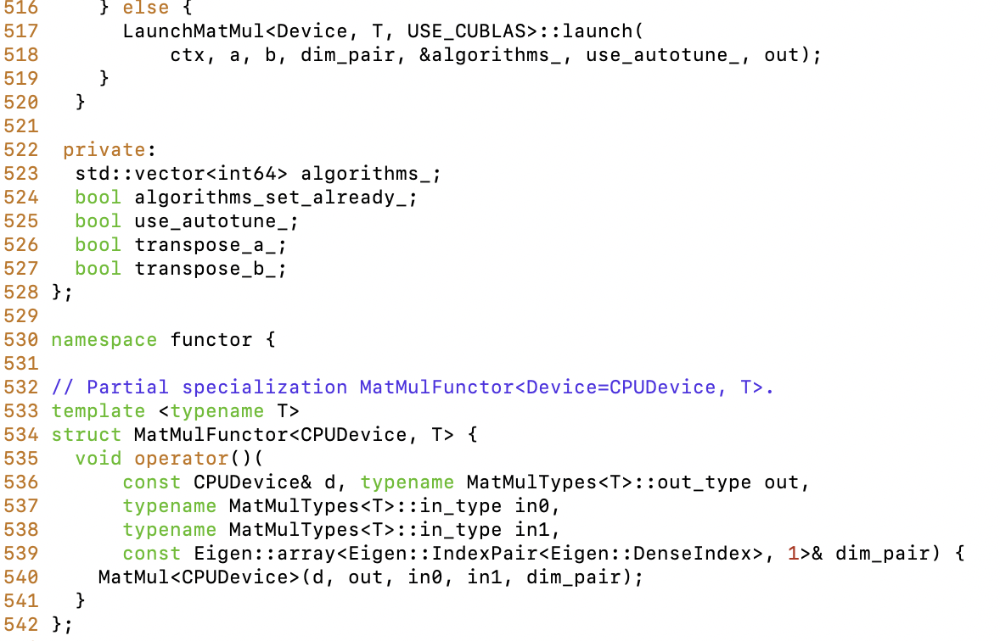 516     } else {
517       LaunchMatMul<Device, T, USE_CUBLAS>::launch(
518           ctx, a, b, dim_pair, &algorithms_, use_autotune_, out);
519     }
520   }
521
522  private:
523   std::vector<int64> algorithms_;
524   bool algorithms_set_already_;
525   bool use_autotune_;
526   bool transpose_a_;
527   bool transpose_b_;
528 };
529
530 namespace functor {
531
532 // Partial specialization MatMulFunctor<Device=CPUDevice, T>.
533 template <typename T>
534 struct MatMulFunctor<CPUDevice, T> {
535   void operator()(
536       const CPUDevice& d, typename MatMulTypes<T>::out_type out,
537       typename MatMulTypes<T>::in_type in0,
538       typename MatMulTypes<T>::in_type in1,
539       const Eigen::array<Eigen::IndexPair<Eigen::DenseIndex>, 1>& dim_pair) {
540     MatMul<CPUDevice>(d, out, in0, in1, dim_pair);
541   }
542 };